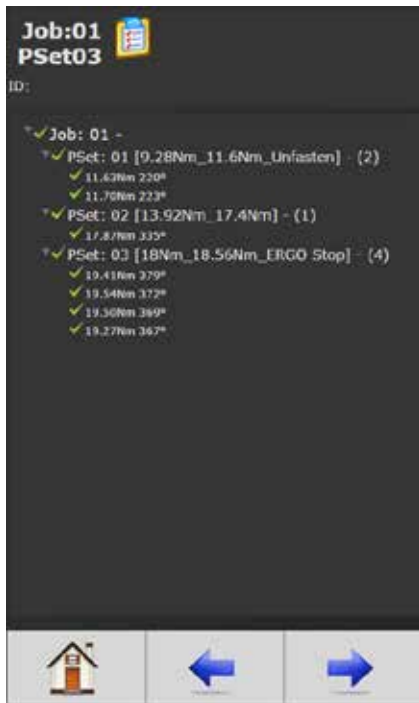 Job:01
PSet03
ID:
Job: 01 -
PSet: 01 [9.28Nm_11.6Nm_Unfasten] - (2)
11.63Nm 220°
11.70Nm 223°
PSet: 02 [13.92Nm_17.4Nm] - (1)
17.87Nm 335°
PSet: 03 [18Nm_18.56Nm_ERGO Stop] - (4)
19.41Nm 379°
19.54Nm 372°
19.50Nm 369°
19.27Nm 367°